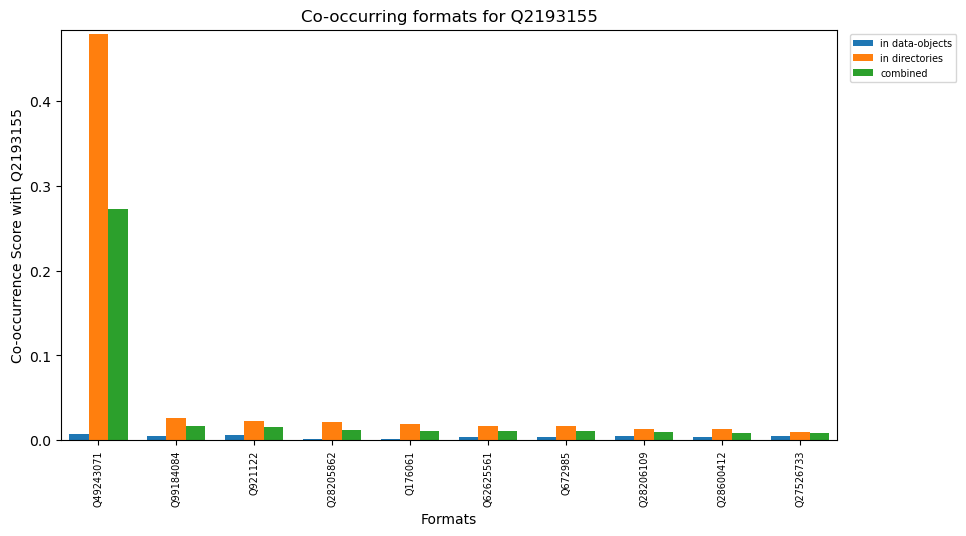 Co-occurring formats for Q2193155
in data-objects
in directories
combined
Co-occurrence Score with Q2193155
0.4
0.3
0.2
0.1
0.0
Q49243071
Q99184084
Q921122
Q28205862
Q176061
Q62625561
Q672985
Q28206109
Q28600412
Q27526733
Formats